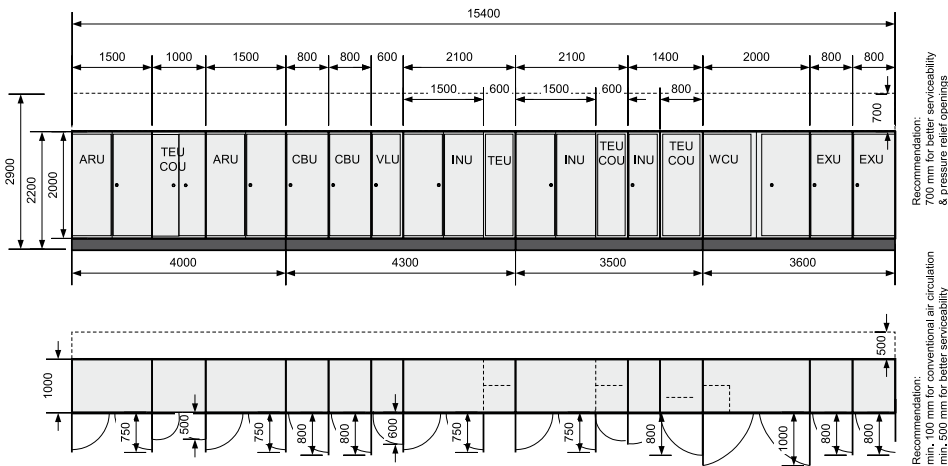 15400
1500 1000 1500 800 800 600 2100 2100 1400 2000 800 800
1500 600 1500 600 800
700
2900
2200
2000
ARU TEU COU ARU CBU CBU VLU INU TEU INU TEU COU INU TEU COU WCU EXU EXU
4000 4300 3500 3600
Recommendation:
700 mm for better serviceability
& pressure relief openings
500
1000
750 500 750 800 800 600 750 750 800 1000 800 800
Recommendation:
min. 100 mm for conventional air circulation
min. 500 mm for better serviceability